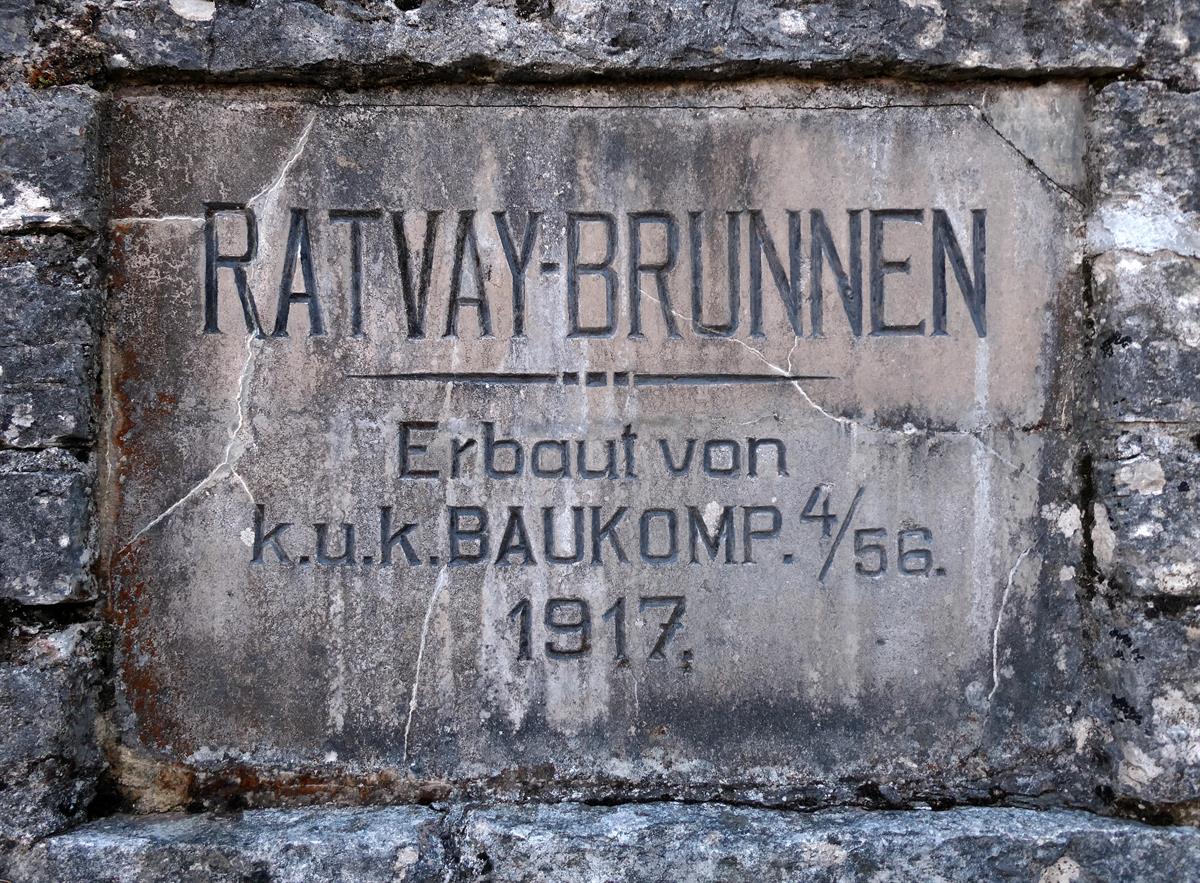 RATVAY-BRUNNEN
Erbaut von
k.u.k. BAUKOMP. 4/56.
1917.